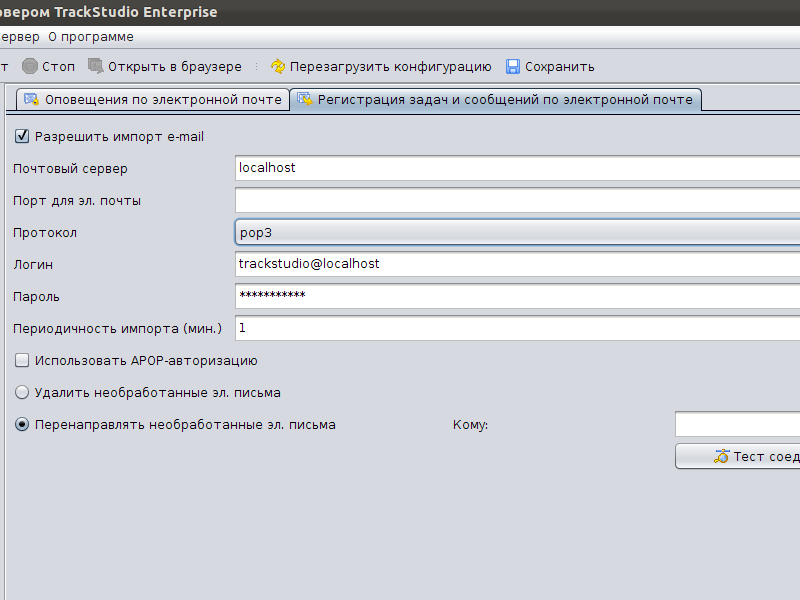 рвером TrackStudio Enterprise
ервер О программе
т Стоп Открыть в браузере Перезагрузить конфигурацию Сохранить
Оповещения по электронной почте Регистрация задач и сообщений по электронной почте
Разрешить импорт e-mail
Почтовый сервер localhost
Порт для эл. почты
Протокол pop3
Логин trackstudio@localhost
Пароль ***********
Периодичность импорта (мин.) 1
Использовать APOP-авторизацию
Удалить необработанные эл. письма
Перенаправлять необработанные эл. письма Кому:
Тест соед